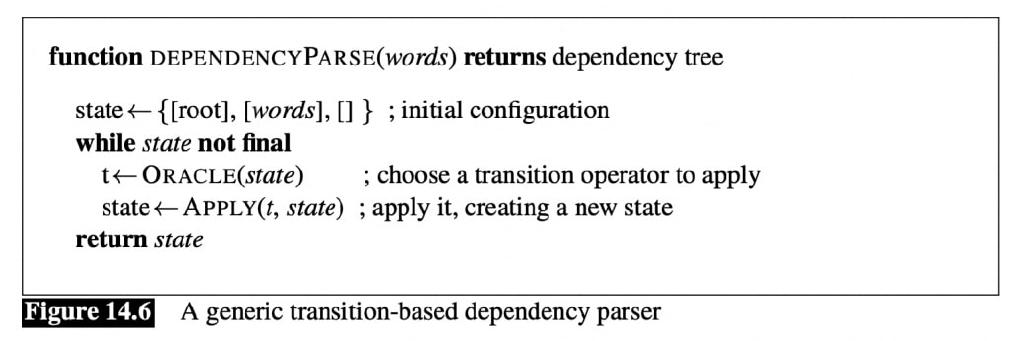 function DEPENDENCYPARSE(words) returns dependency tree
state ← {[root], [words], [] } ; initial configuration
while state not final
t ← ORACLE(state) ; choose a transition operator to apply
state ← APPLY(t, state) ; apply it, creating a new state
return state
Figure 14.6 A generic transition-based dependency parser